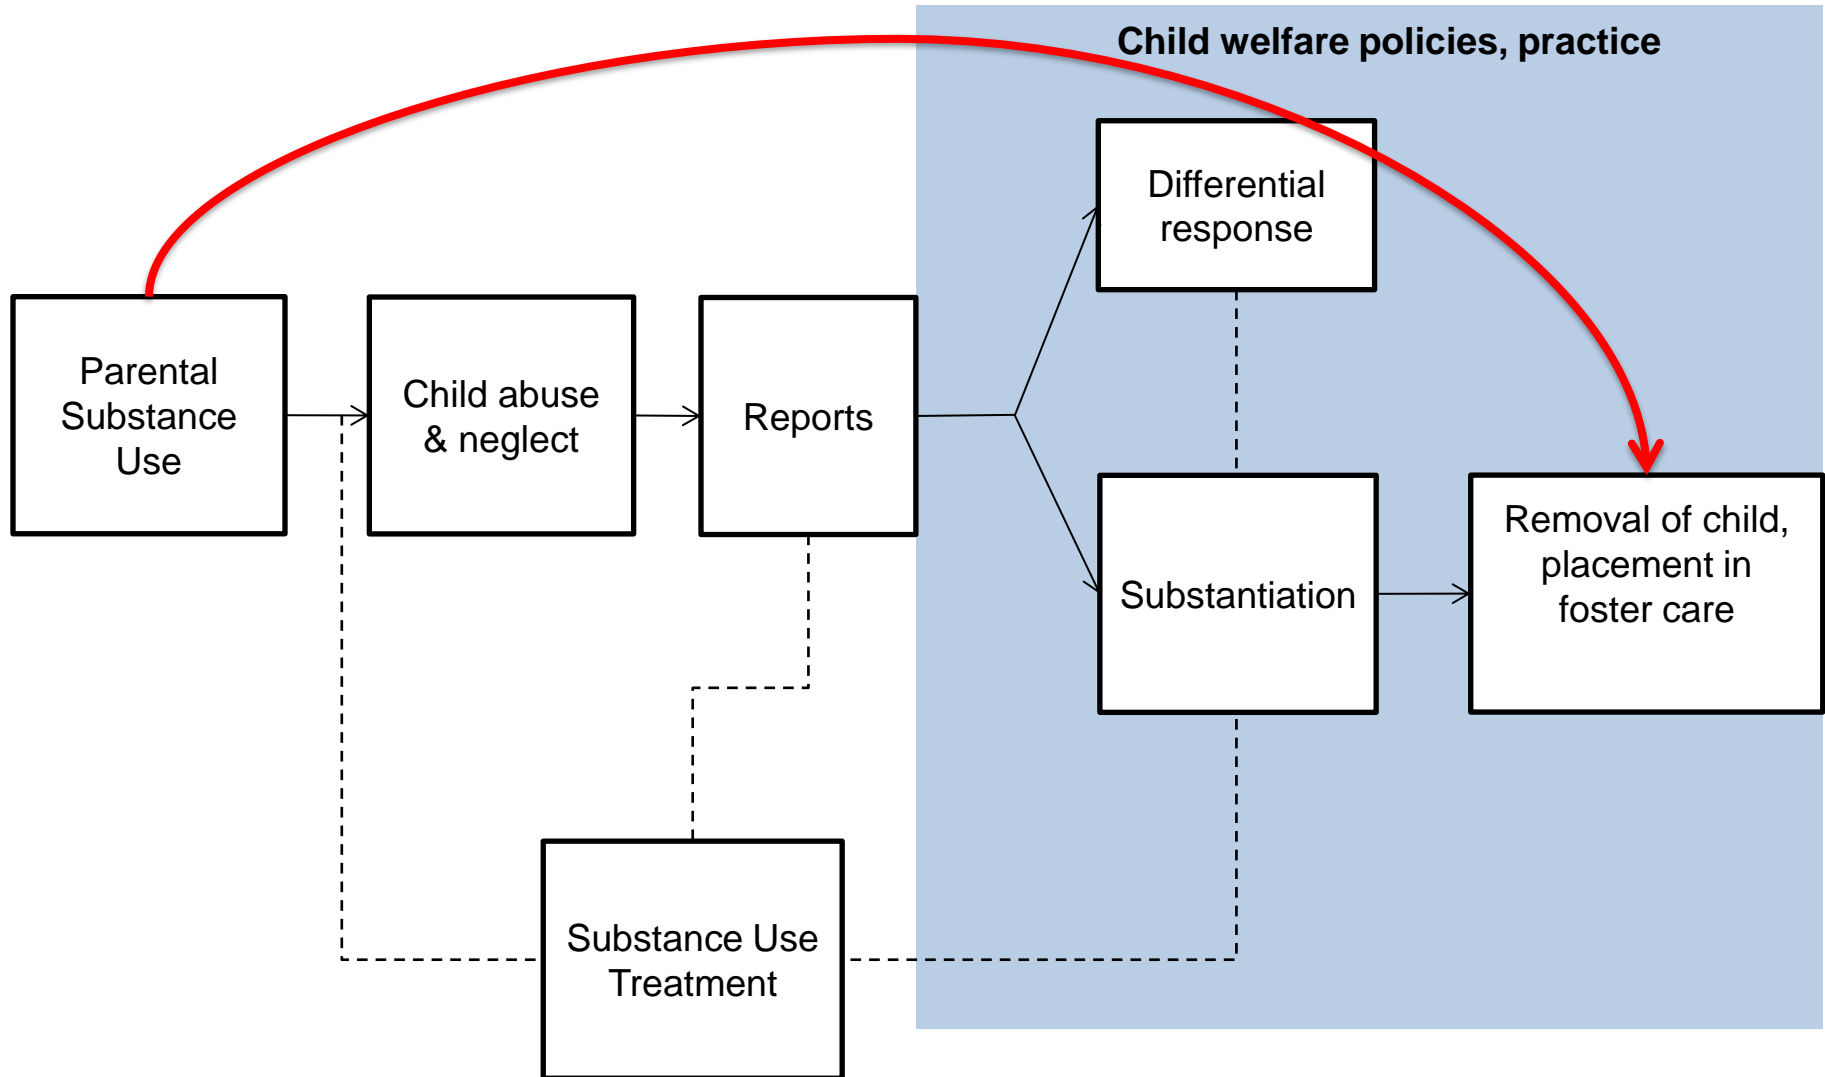 Child welfare policies, practice
Differential
response
Parental
Substance
Use
Child abuse
& neglect
Reports
Substantiation
Removal of child,
placement in
foster care
Substance Use
Treatment